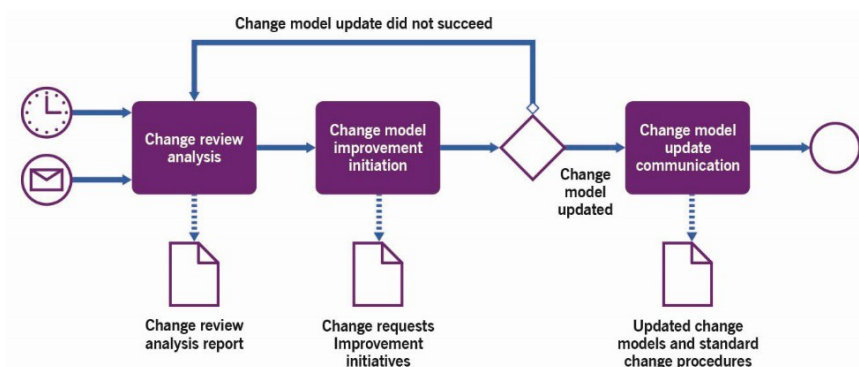 Change model update did not succeed
Change review
analysis
Change model
improvement
initiation
Change model
update
communication
Change
model
updated
Change review
analysis report
Change requests
Improvement
initiatives
Updated change
models and standard
change procedures